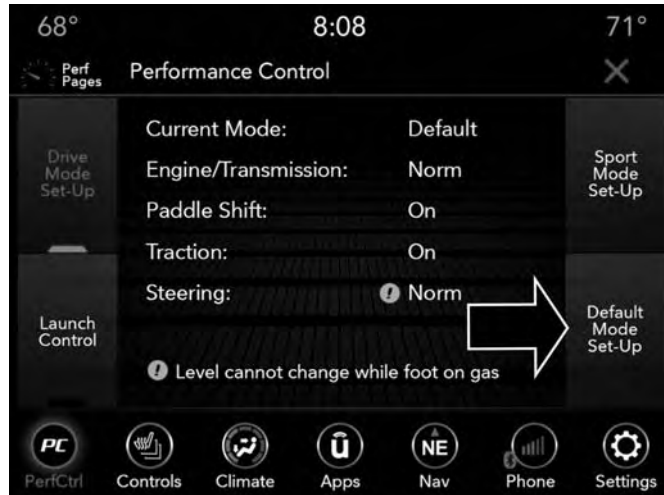 68° 8:08 71°
Perf
Pages
Performance Control
Drive
Mode
Set-Up
Launch
Control
Current Mode: Default
Engine/Transmission: Norm
Paddle Shift: On
Traction: On
Steering: ! Norm
! Level cannot change while foot on gas
Sport
Mode
Set-Up
Default
Mode
Set-Up
PC
PerfCtrl
Controls
Climate
ū
Apps
NE
Nav
Phone
Settings